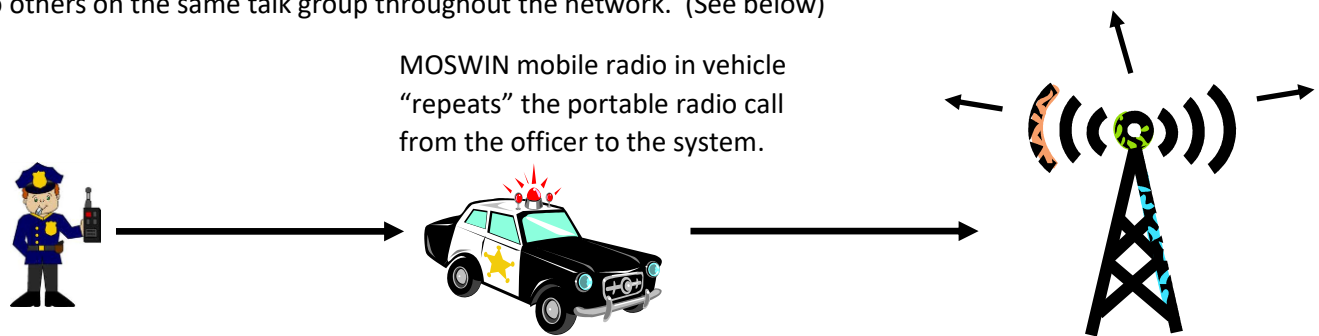 others on the same talk group throughout the network. (See below)
MOSWIN mobile radio in vehicle
“repeats” the portable radio call
from the officer to the system.